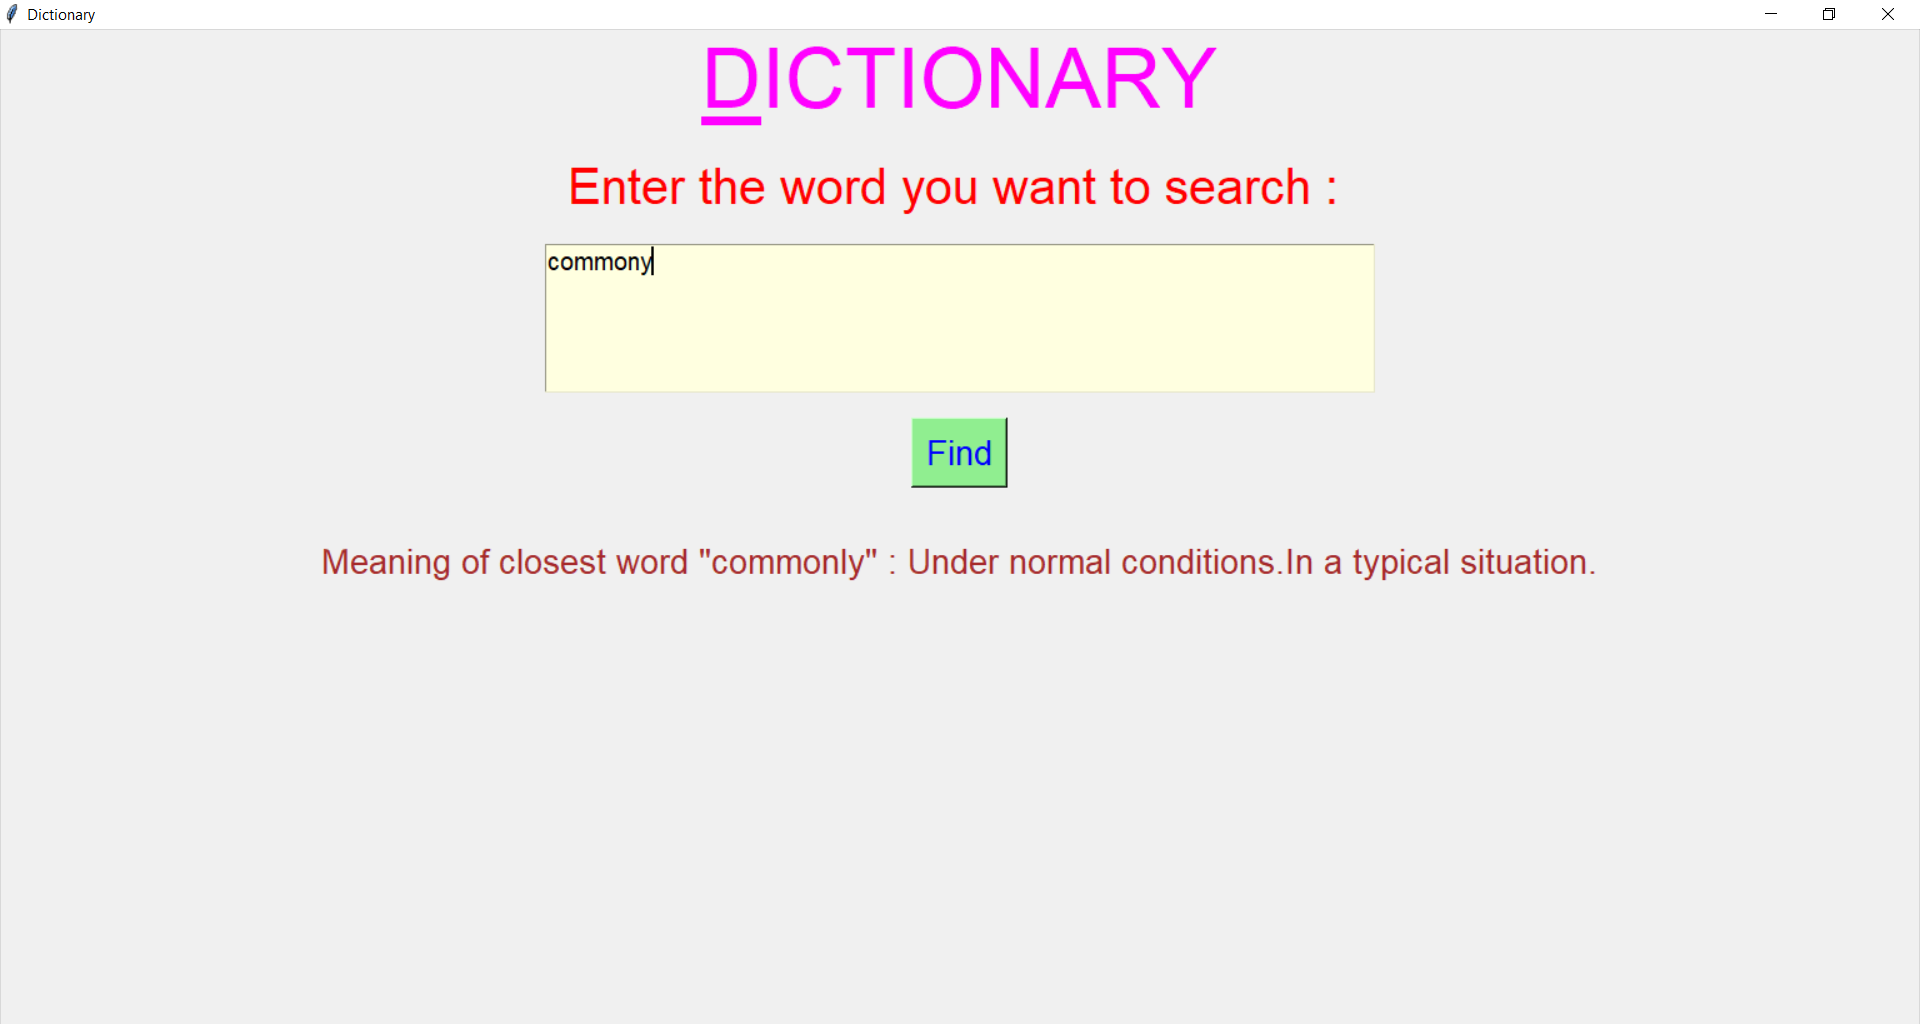 Dictionary
DICTIONARY
Enter the word you want to search :
commony
Find
Meaning of closest word "commonly" : Under normal conditions.In a typical situation.